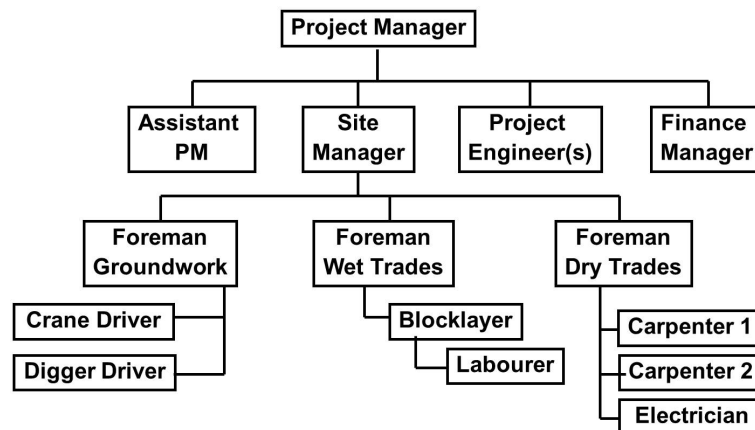 Project Manager
Assistant
PM
Site
Manager
Project
Engineer(s)
Finance
Manager
Foreman
Groundwork
Foreman
Wet Trades
Foreman
Dry Trades
Crane Driver
Digger Driver
Blocklayer
Labourer
Carpenter 1
Carpenter 2
Electrician